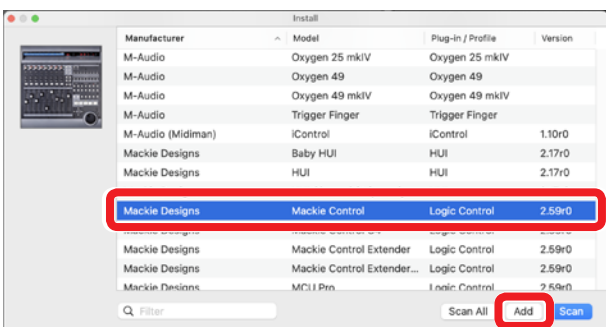 Install
Manufacturer Model Plug-in / Profile Version
M-Audio Oxygen 25 mkIV Oxygen 25 mkIV
M-Audio Oxygen 49 Oxygen 49
M-Audio Oxygen 49 mkIV Oxygen 49 mkIV
M-Audio Trigger Finger Trigger Finger
M-Audio (Midiman) iControl iControl 1.10r0
Mackie Designs Baby HUI HUI 2.17r0
Mackie Designs HUI HUI 2.17r0
Mackie Designs Mackie Control Logic Control 2.59r0
Mackie Designs Mackie Control Extender Logic Control 2.59r0
Mackie Designs Mackie Control Extender... Logic Control 2.59r0
Mackie Designs MCU Pro Logic Control 2.59r0
Filter Scan All Add Scan